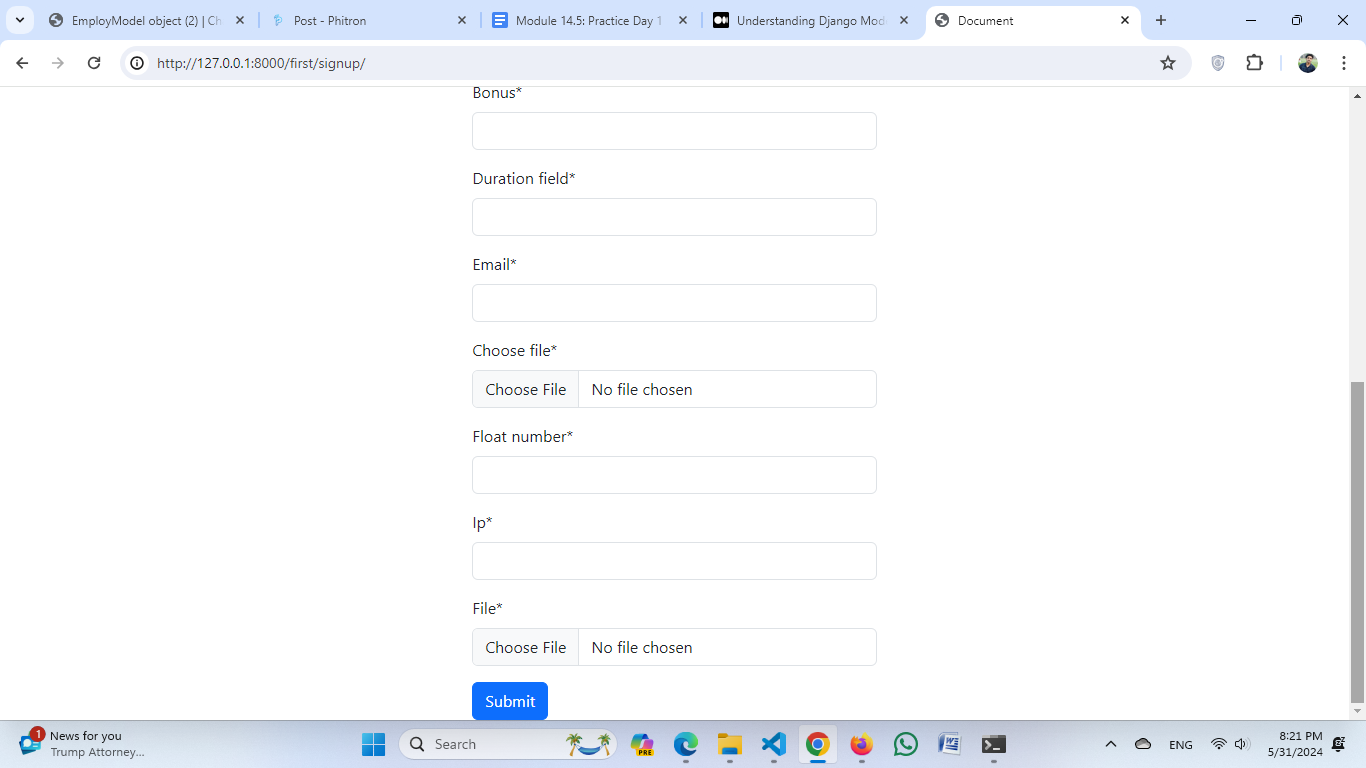 EmployModel object (2) | Ch
Post - Phitron
Module 14.5: Practice Day 1
Understanding Django Mod
Document
http://127.0.0.1:8000/first/signup/
Bonus*
Duration field*
Email*
Choose file*
Choose File No file chosen
Float number*
Ip*
File*
Choose File No file chosen
Submit
1
News for you
Trump Attorney...
Search
PRE
ENG
8:21 PM
5/31/2024